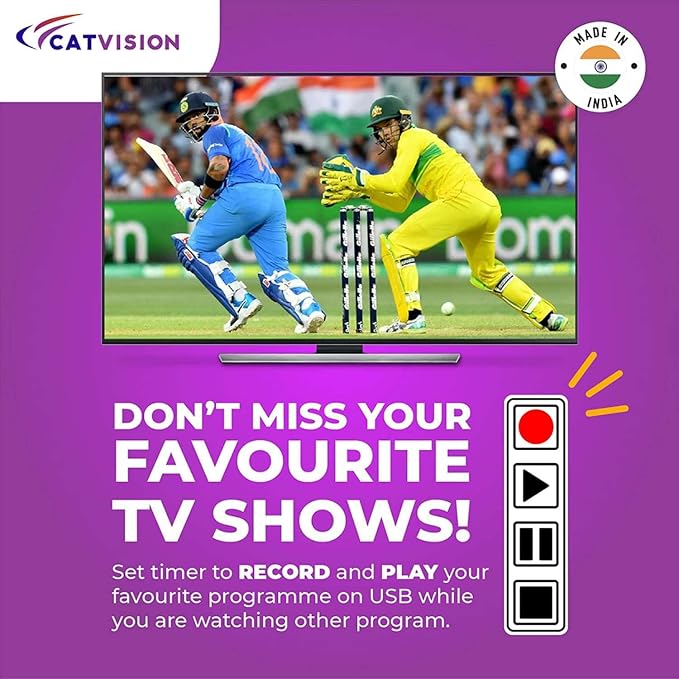 CATVISION
MADE IN
INDIA
DON'T MISS YOUR
FAVOURITE
TV SHOWS!
Set timer to RECORD and PLAY your
favourite programme on USB while
you are watching other program.